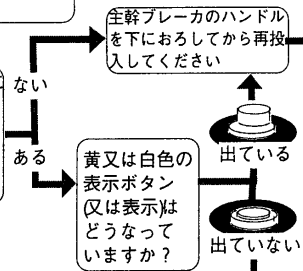 主幹ブレーカのハンドル
を下におろしてから再投
入してください
ない
ある
出ている
黄又は白色の
表示ボタン
(又は表示)は
どうなって
いますか？
出ていない